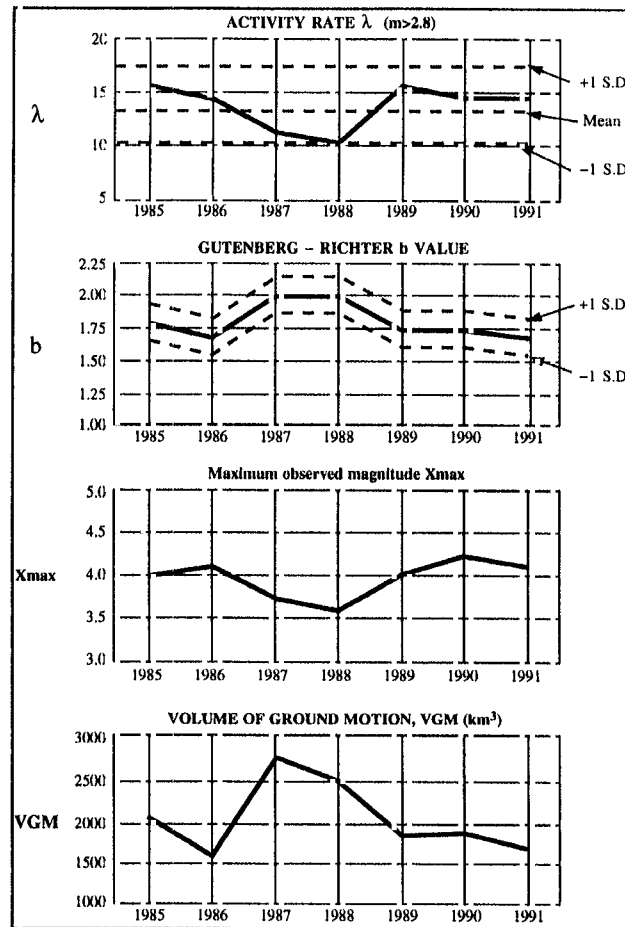 ACTIVITY RATE λ (m>2.8)
20
15
10
5
λ
+1 S.D
Mean
-1 S.D
1985 1986 1987 1988 1989 1990 1991
GUTENBERG – RICHTER b VALUE
2.25
2.00
1.75
1.50
1.25
1.00
b
+1 S.D
-1 S.D
1985 1986 1987 1988 1989 1990 1991
Maximum observed magnitude Xmax
5.0
4.5
4.0
3.5
3.0
Xmax
1985 1986 1987 1988 1989 1990 1991
VOLUME OF GROUND MOTION, VGM (km³)
3000
2500
2000
1500
1000
VGM
1985 1986 1987 1988 1989 1990 1991